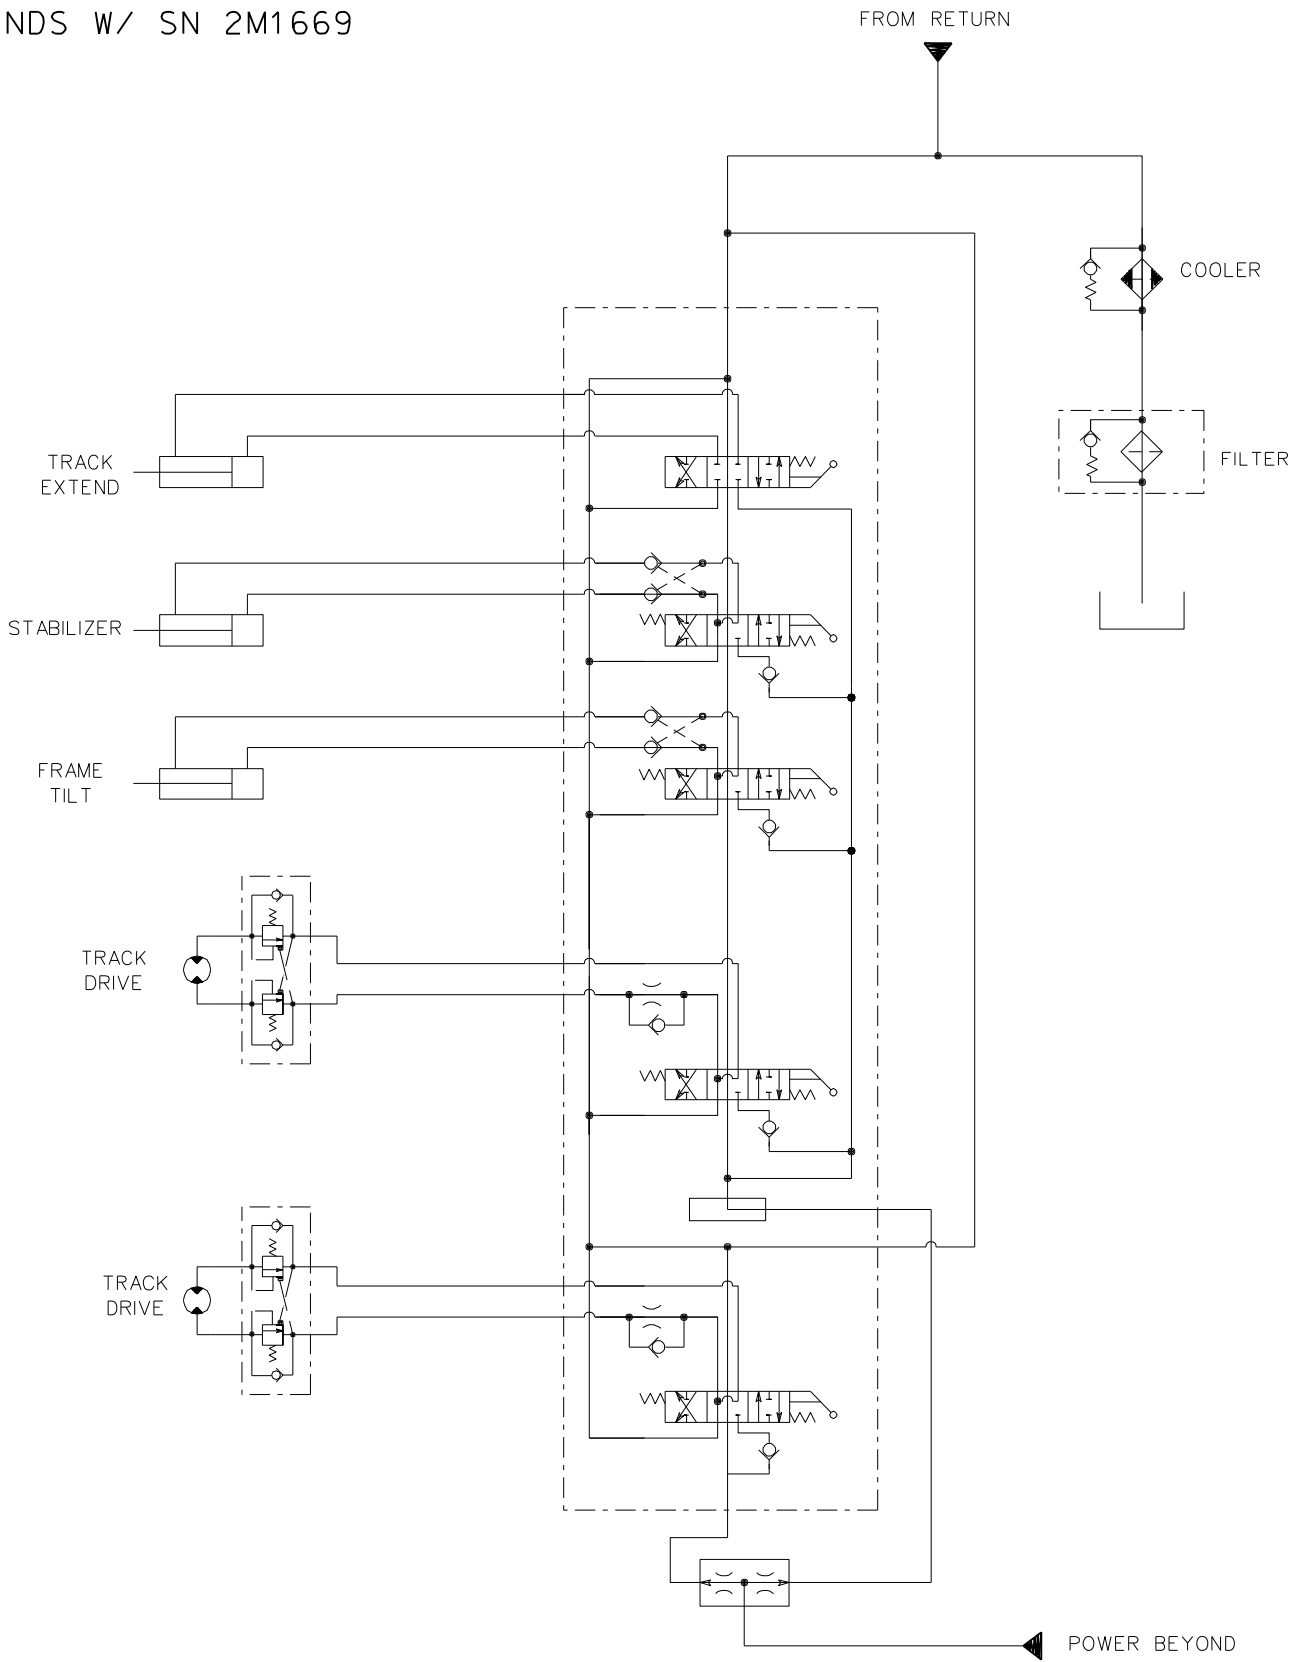 NDS W/ SN 2M1669
FROM RETURN
COOLER
TRACK
EXTEND
FILTER
STABILIZER
FRAME
TILT
TRACK
DRIVE
TRACK
DRIVE
POWER BEYOND